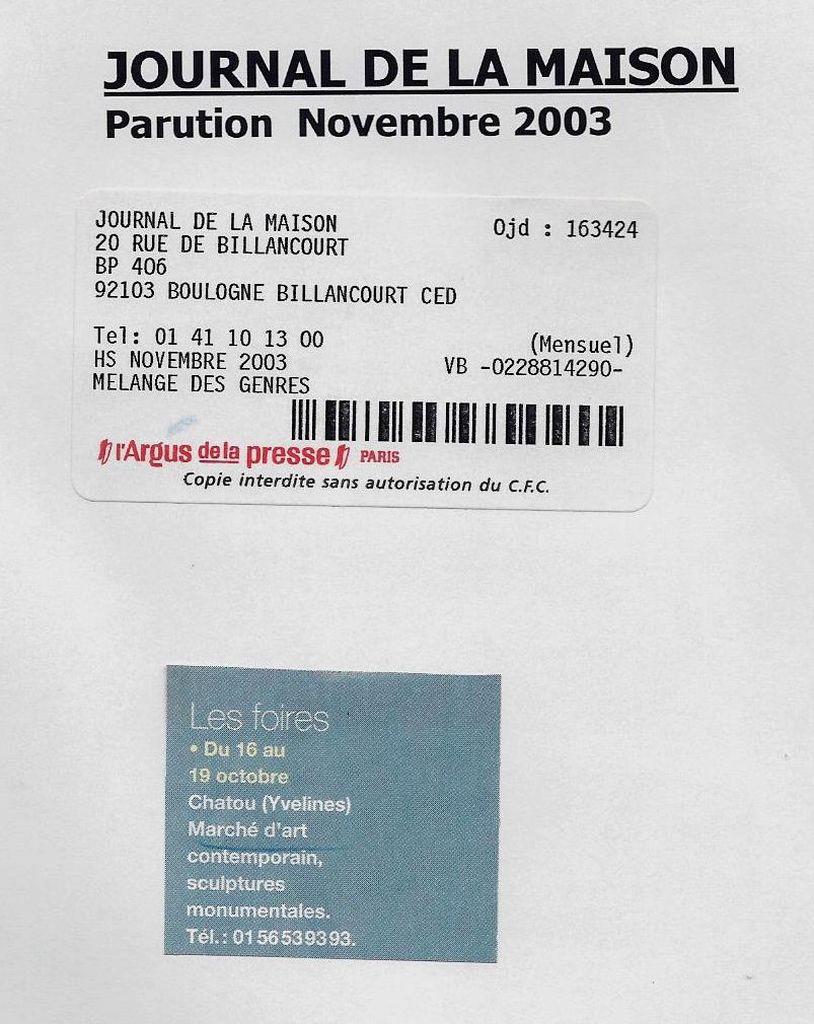 JOURNAL DE LA MAISON
Parution Novembre 2003
JOURNAL DE LA MAISON Ojd : 163424
20 RUE DE BILLANCOURT
BP 406
92103 BOULOGNE BILLANCOURT CED
Tel: 01 41 10 13 00 (Mensuel)
HS NOVEMBRE 2003 VB -0228814290-
MELANGE DES GENRES
l'Argus de la presse PARIS
Copie interdite sans autorisation du C.F.C.
Les foires
• Du 16 au
19 octobre
Chatou (Yvelines)
Marché d'art
contemporain,
sculptures
monumentales.
Tél.: 0156539393.